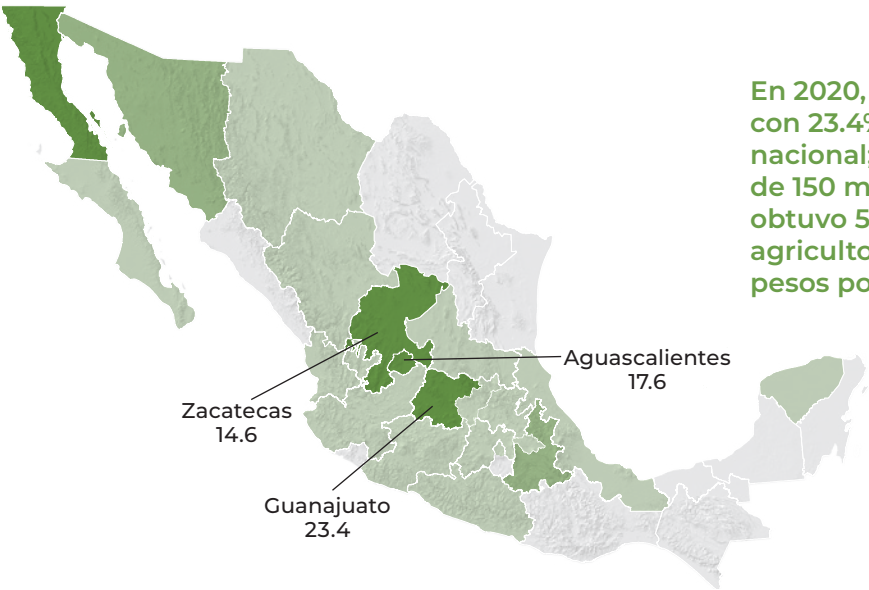 En 2020,
con 23.4%
nacional;
de 150 m
obtuvo 5
agriculto
pesos po
Aguascalientes
17.6
Zacatecas
14.6
Guanajuato
23.4